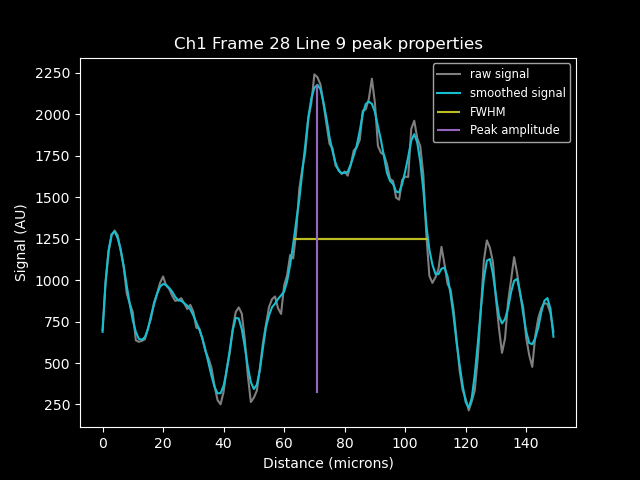 Ch1 Frame 28 Line 9 peak properties
raw signal
smoothed signal
FWHM
Peak amplitude
2250
2000
1750
1500
1250
1000
750
500
250
Signal (AU)
0 20 40 60 80 100 120 140
Distance (microns)